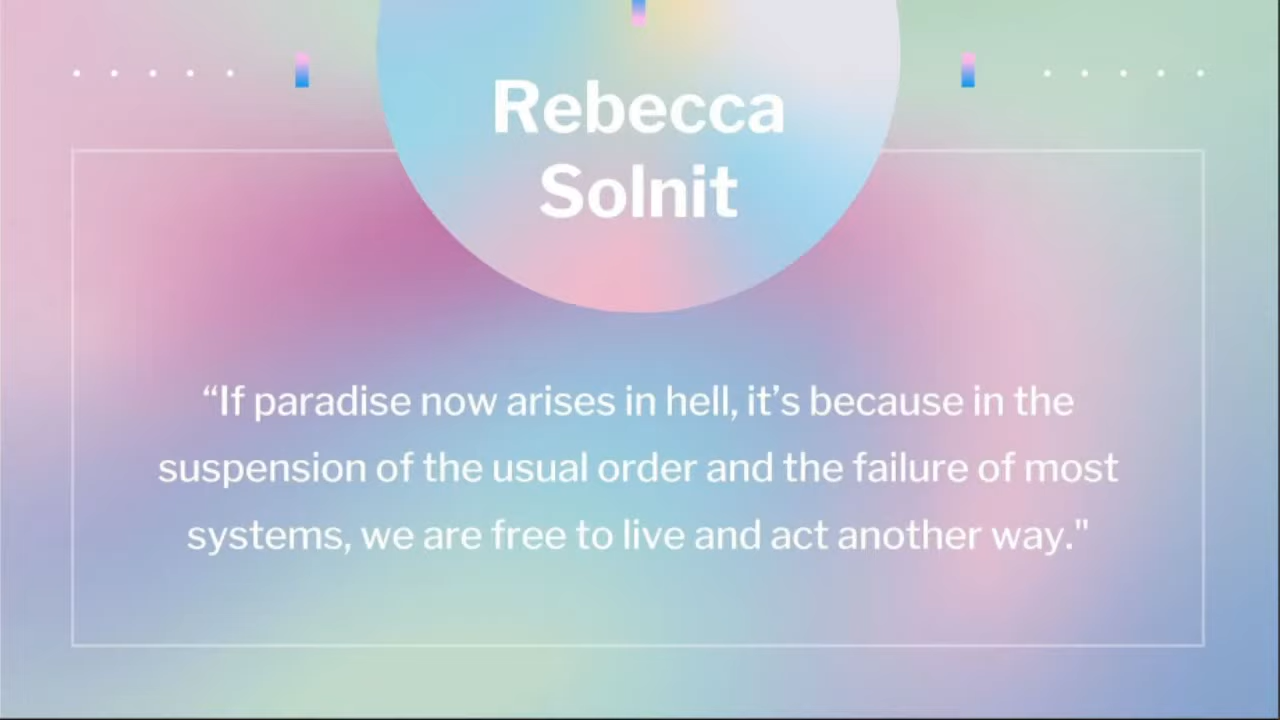 Rebecca
Solnit
“If paradise now arises in hell, it’s because in the
suspension of the usual order and the failure of most
systems, we are free to live and act another way."